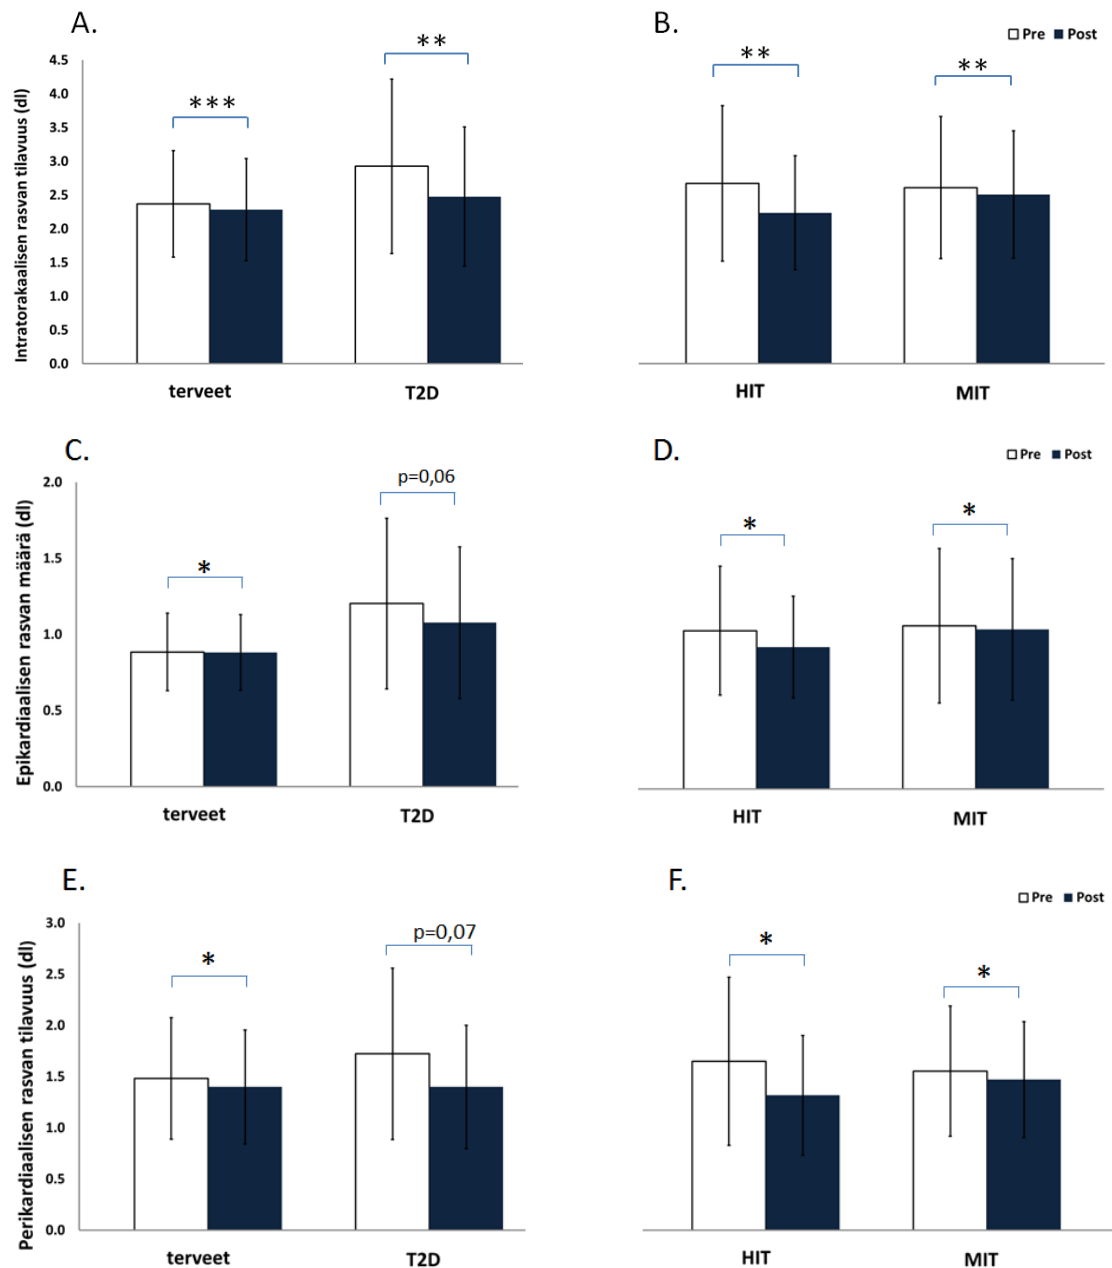 A.
B.
Pre Post
Intratorakaalisen rasvan tilavuus (dl)
4.5
4.0
3.5
3.0
2.5
2.0
1.5
1.0
0.5
0.0
***
**
**
**
terveet T2D
HIT MIT
C.
D.
Pre Post
Epikardiaalisen rasvan määrä (dl)
2.0
1.5
1.0
0.5
0.0
*
p=0,06
*
*
terveet T2D
HIT MIT
E.
F.
Pre Post
Perikardiaalisen rasvan tilavuus (dl)
3.0
2.5
2.0
1.5
1.0
0.5
0.0
*
p=0,07
*
*
terveet T2D
HIT MIT